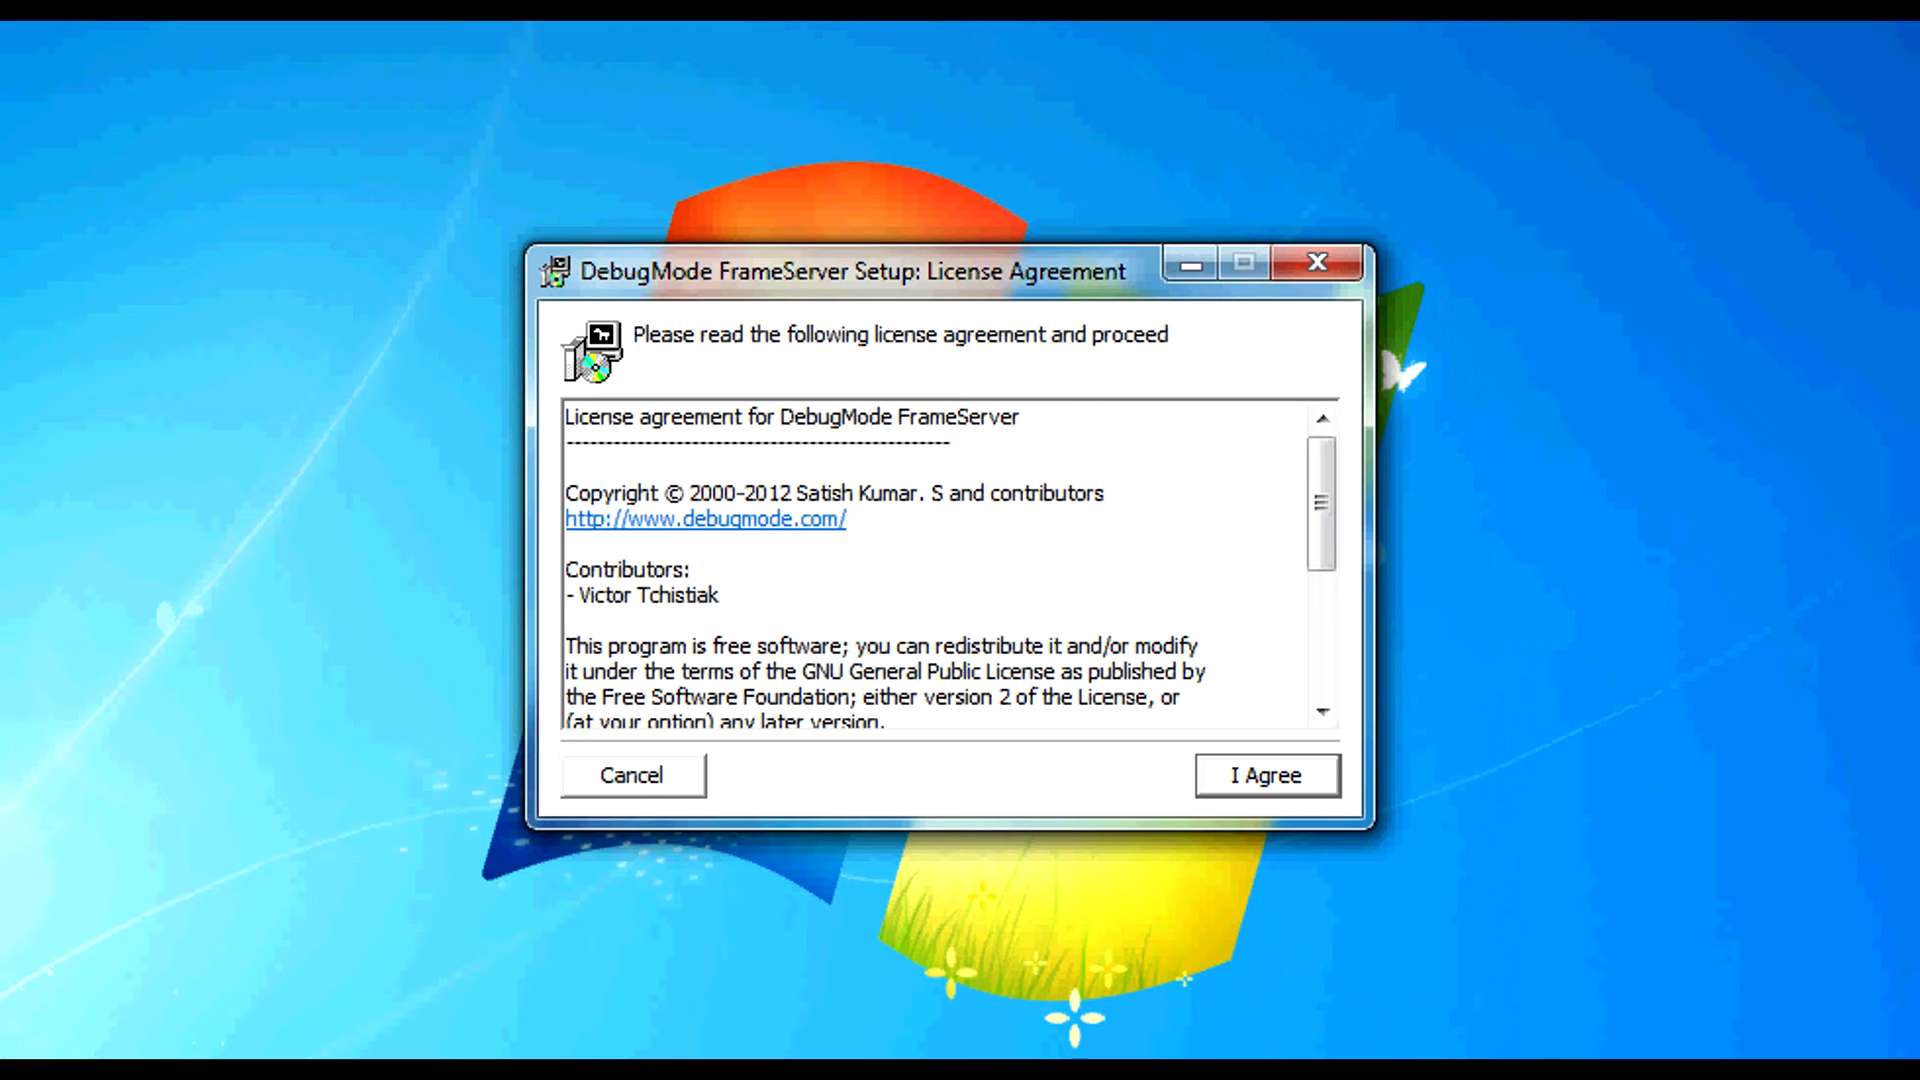 DebugMode FrameServer Setup: License Agreement
Please read the following license agreement and proceed
License agreement for DebugMode FrameServer
------------------------------------------------
Copyright © 2000-2012 Satish Kumar. S and contributors
http://www.debugmode.com/
Contributors:
- Victor Tchistiak
This program is free software; you can redistribute it and/or modify
it under the terms of the GNU General Public License as published by
the Free Software Foundation; either version 2 of the License, or
(at your option) any later version.
Cancel
I Agree